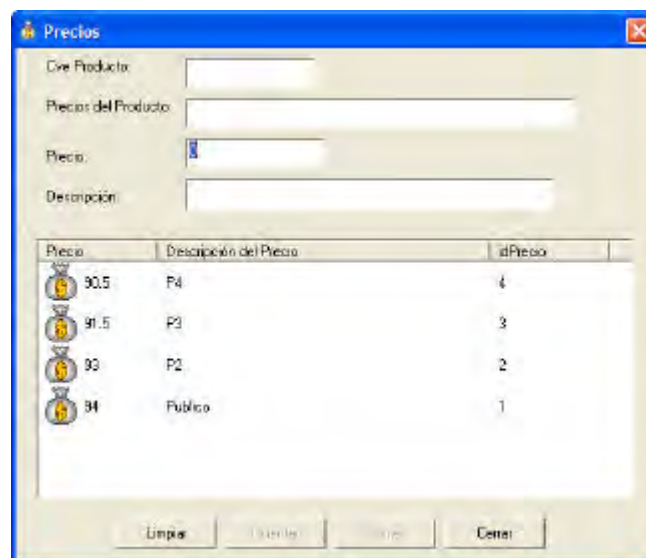 Precios
Cve Producto:
Precios del Producto:
Precio: 0
Descripción:
Precio Descripción del Precio idPrecio
90.5 P4 4
91.5 P3 3
93 P2 2
94 Publico 1
Limpiar Cerrar